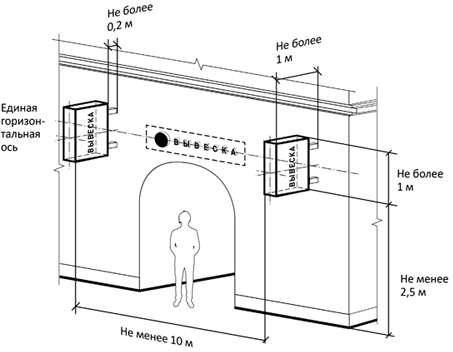 Не более
0,2 м
Не более
1 м
Единая
горизон-
тальная
ось
ВЫВЕСКА
ВЫВЕСКА
ВЫВЕСКА
Не более
1 м
Не менее
2,5 м
Не менее 10 м